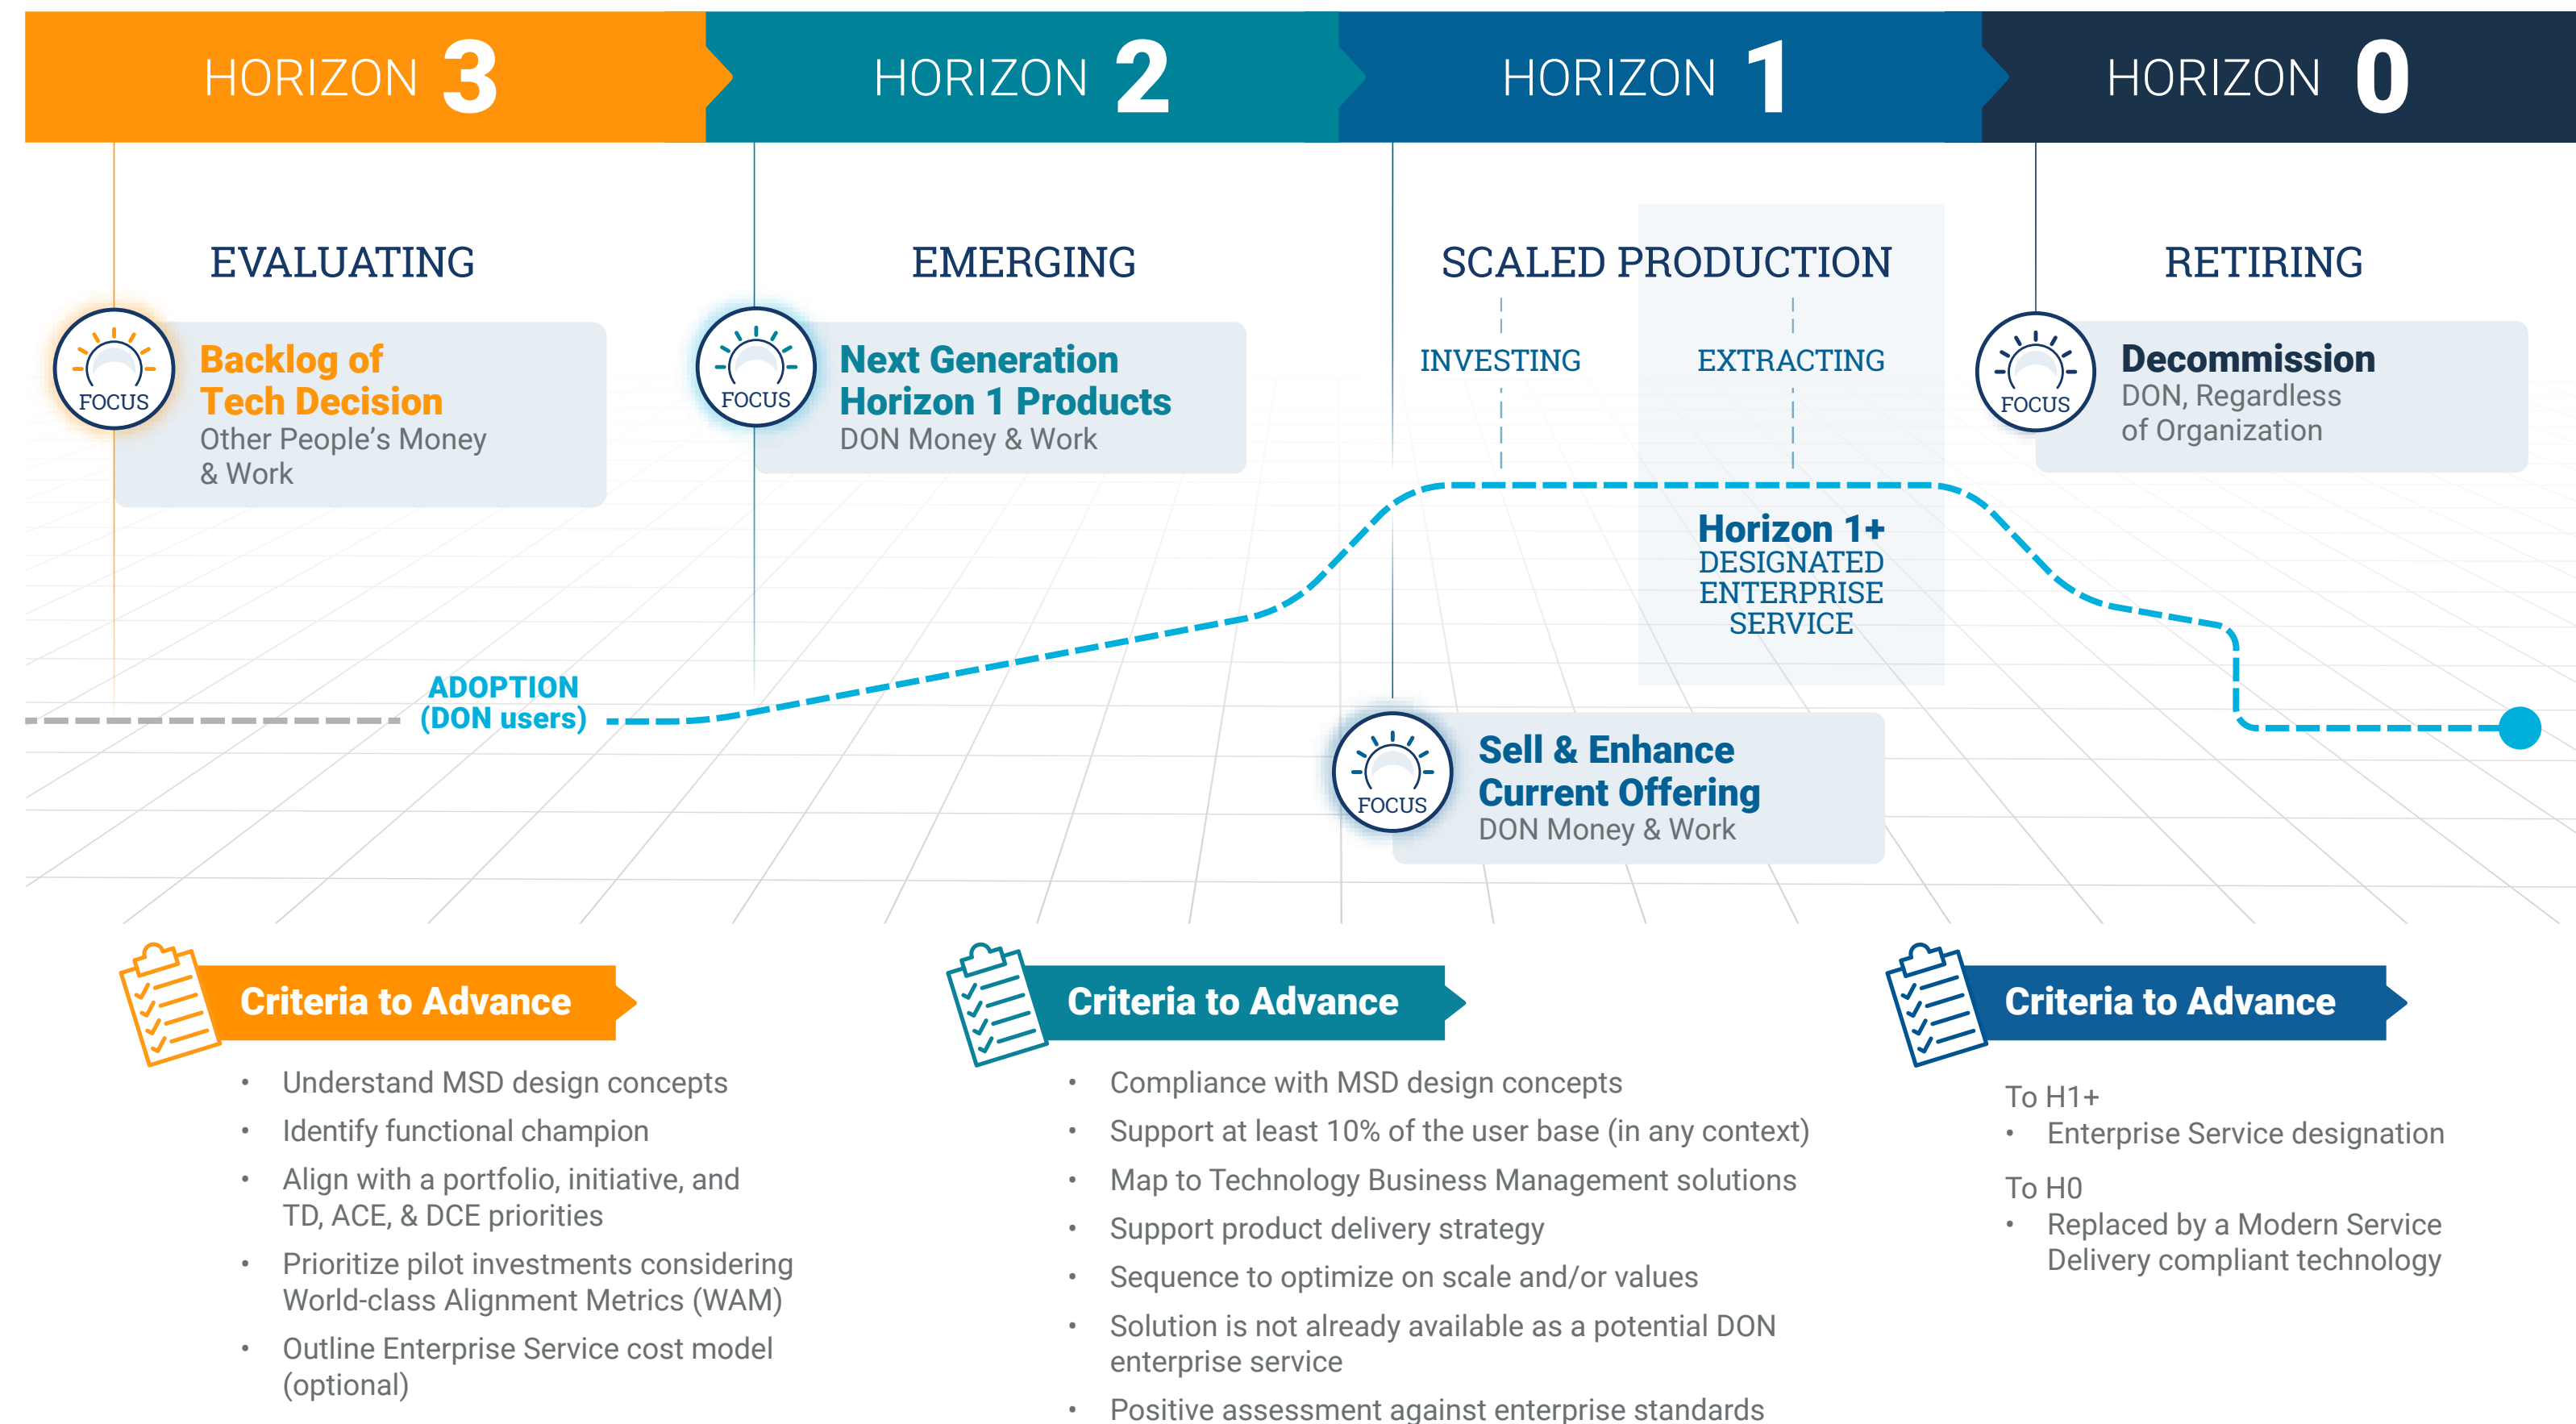 HORIZON 3
HORIZON 2
HORIZON 1
HORIZON 0
EVALUATING
FOCUS
Backlog of
Tech Decision
Other People’s Money
& Work
EMERGING
FOCUS
Next Generation
Horizon 1 Products
DON Money & Work
SCALED PRODUCTION
INVESTING
EXTRACTING
Horizon 1+
DESIGNATED
ENTERPRISE
SERVICE
FOCUS
Sell & Enhance
Current Offering
DON Money & Work
RETIRING
FOCUS
Decommission
DON, Regardless
of Organization
ADOPTION
(DON users)
Criteria to Advance
• Understand MSD design concepts
• Identify functional champion
• Align with a portfolio, initiative, and
TD, ACE, & DCE priorities
• Prioritize pilot investments considering
World-class Alignment Metrics (WAM)
• Outline Enterprise Service cost model
(optional)
Criteria to Advance
• Compliance with MSD design concepts
• Support at least 10% of the user base (in any context)
• Map to Technology Business Management solutions
• Support product delivery strategy
• Sequence to optimize on scale and/or values
• Solution is not already available as a potential DON
enterprise service
• Positive assessment against enterprise standards
Criteria to Advance
To H1+
• Enterprise Service designation
To H0
• Replaced by a Modern Service
Delivery compliant technology